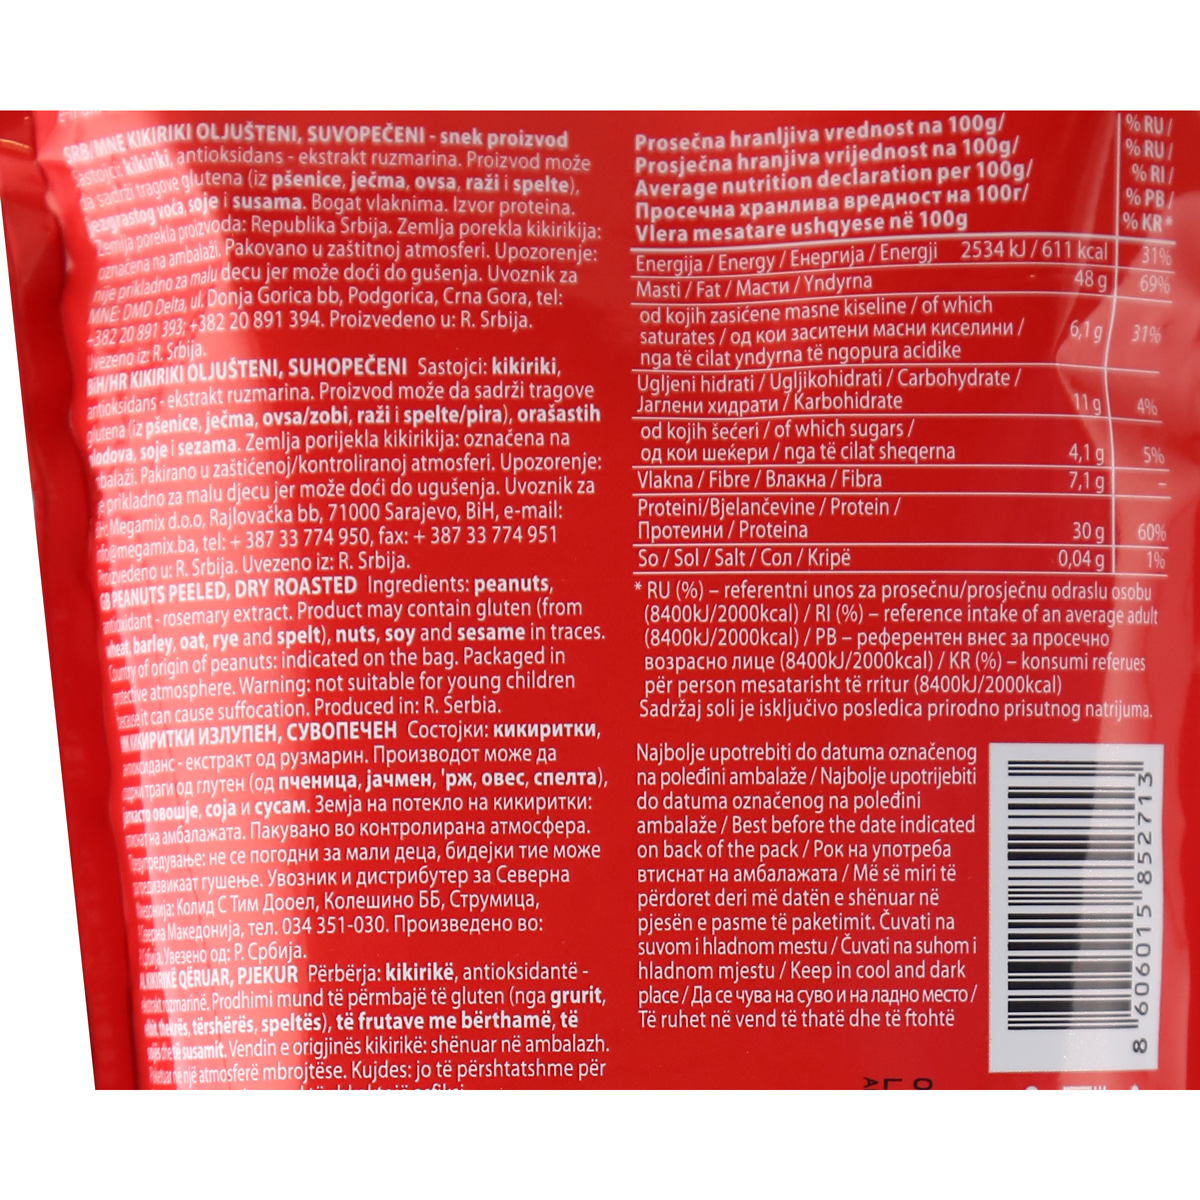 SRB/MNE KIKIRIKI OLJUŠTENI, SUVOPEČENI - snek proizvod
Sastojci: kikiriki, antioksidans - ekstrakt ruzmarina. Proizvod može
da sadrži tragove glutena (iz pšenice, ječma, ovsa, raži i spelte),
jezgrastog voća, soje i susama. Bogat vlaknima. Izvor proteina.
Zemlja porekla proizvoda: Republika Srbija. Zemlja porekla kikirikija:
označena na ambalaži. Pakovano u zaštitnoj atmosferi. Upozorenje:
nije prikladno za malu decu jer može doći do gušenja. Uvoznik za
MNE: DMD Delta, ul. Donja Gorica bb, Podgorica, Crna Gora, tel:
+382 20 891 393; +382 20 891 394. Proizvedeno u: R. Srbija.
Uvezeno iz: R. Srbija.
BiH/HR KIKIRIKI OLJUŠTENI, SUHOPEČENI Sastojci: kikiriki,
antioksidans - ekstrakt ruzmarina. Proizvod može da sadrži tragove
glutena (iz pšenice, ječma, ovsa/zobi, raži i spelte/pira), orašastih
plodova, soje i sezama. Zemlja porijekla kikirikija: označena na
ambalaži. Pakirano u zaštićenoj/kontroliranoj atmosferi. Upozorenje:
prikladno za malu djecu jer može doći do ugušenja. Uvoznik za
BiH: Megamix d.o.o, Rajlovačka bb, 71000 Sarajevo, BiH, e-mail:
info@megamix.ba, tel: + 387 33 774 950, fax: + 387 33 774 951
Proizvedeno u: R. Srbija. Uvezeno iz: R. Srbija.
GB PEANUTS PEELED, DRY ROASTED Ingredients: peanuts,
antioxidant - rosemary extract. Product may contain gluten (from
wheat, barley, oat, rye and spelt), nuts, soy and sesame in traces.
Country of origin of peanuts: indicated on the bag. Packaged in
protective atmosphere. Warning: not suitable for young children
because it can cause suffocation. Produced in: R. Serbia.
КИКИРИТКИ ИЗЛУПЕН, СУВОПЕЧЕН Состојки: кикиритки,
антиоксиданс - екстракт од рузмарин. Производот може да
содржи траги од глутен (од пченица, јачмен, 'рж, овес, спелта),
јаткасто овошје, соја и сусам. Земја на потекло на кикиритки:
на амбалажата. Пакувано во контролирана атмосфера.
Предупредување: не се погодни за мали деца, бидејки тие може
предизвикаат гушење. Увозник и дистрибутер за Северна
Македонија: Колид С Тим Дооел, Колешино ББ, Струмица,
Северна Македонија, тел. 034 351-030. Произведено во:
Р. Србија. Увезено од: Р. Србија.
AL KIKIRIKË QËRUAR, PJEKUR Përbërja: kikirikë, antioksidantë -
ekstrakt rozmarinë. Prodhimi mund të përmbajë të gluten (nga grurit,
elbit, thekrës, tërshërës, speltës), të frutave me bërthamë, të
sojës dhe të susamit. Vendin e origjinës kikirikë: shënuar në ambalazh.
Paketuar në një atmosferë mbrojtëse. Kujdes: jo të përshtatshme për
Prosečna hranljiva vrednost na 100g/
Prosječna hranljiva vrijednost na 100g/
Average nutrition declaration per 100g/
Просечна хранлива вредност на 100г/
Vlera mesatare ushqyese në 100g
% RU /
% RU /
% RI /
% PB /
% KR *
Energija / Energy / Енергија / Energji 2534 kJ / 611 kcal 31%
Masti / Fat / Масти / Yndyrna 48 g 69%
od kojih zasićene masne kiseline / of which
saturates / од кои заситени масни киселини / 6,1 g 31%
nga të cilat yndyrna të ngopura acidike
Ugljeni hidrati / Ugljikohidrati / Carbohydrate /
Јаглени хидрати / Karbohidrate 11 g 4%
od kojih šećeri / of which sugars /
од кои шеќери / nga të cilat sheqerna 4,1 g 5%
Vlakna / Fibre / Влакна / Fibra 7,1 g –
Proteini/Bjelančevine / Protein /
Протеини / Proteina 30 g 60%
So / Sol / Salt / Сол / Kripë 0,04 g 1%
* RU (%) – referentni unos za prosečnu/prosječnu odraslu osobu
(8400kJ/2000kcal) / RI (%) – reference intake of an average adult
(8400kJ/2000kcal) / PB – референтен внес за просечно
возрасно лице (8400kJ/2000kcal) / KR (%) – konsumi referues
për person mesatarisht të rritur (8400kJ/2000kcal)
Sadržaj soli je isključivo posledica prirodno prisutnog natrijuma.
Najbolje upotrebiti do datuma označenog
na poleđini ambalaže / Najbolje upotrijebiti
do datuma označenog na poleđini
ambalaže / Best before the date indicated
on back of the pack / Рок на употреба
втиснат на амбалажата / Më së miri të
përdoret deri më datën e shënuar në
pjesën e pasme të paketimit. Čuvati na
suvom i hladnom mestu / Čuvati na suhom i
hladnom mjestu / Keep in cool and dark
place / Да се чува на суво и на ладно место /
Të ruhet në vend të thatë dhe të ftohtë
8 606015 852713